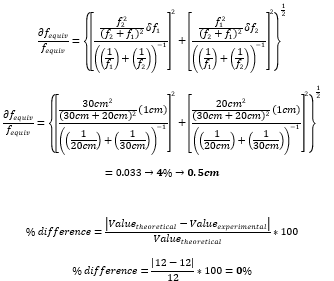 ∂f_equiv / f_equiv = {[ (f_2^2 / (f_2 + f_1)^2 δf_1) / (((1/f_1) + (1/f_2))^-1) ]^2 + [ (f_1^2 / (f_2 + f_1)^2 δf_2) / (((1/f_1) + (1/f_2))^-1) ]^2}^1/2
∂f_equiv / f_equiv = {[ (30cm^2 / (30cm + 20cm)^2 (1cm)) / (((1/20cm) + (1/30cm))^-1) ]^2 + [ (20cm^2 / (30cm + 20cm)^2 (1cm)) / (((1/20cm) + (1/30cm))^-1) ]^2}^1/2
= 0.033 → 4% → 0.5cm
% difference = |Value_theoretical − Value_experimental| / Value_theoretical * 100
% difference = |12 − 12| / 12 * 100 = 0%